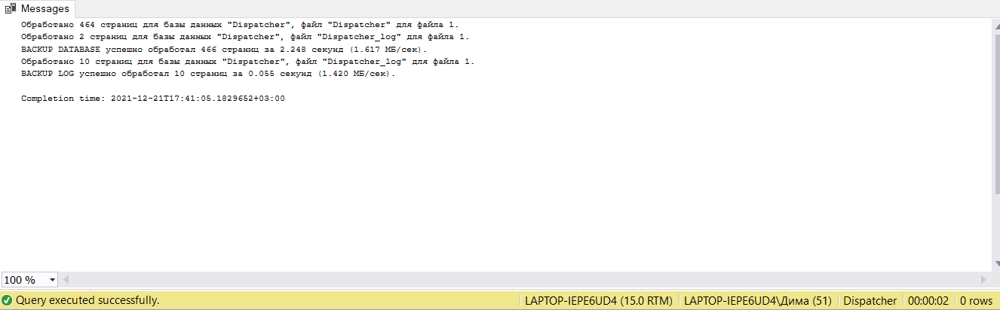 Messages
Обработано 464 страниц для базы данных "Dispatcher", файл "Dispatcher" для файла 1.
Обработано 2 страниц для базы данных "Dispatcher", файл "Dispatcher_log" для файла 1.
BACKUP DATABASE успешно обработал 466 страниц за 2.248 секунд (1.617 МБ/сек).
Обработано 10 страниц для базы данных "Dispatcher", файл "Dispatcher_log" для файла 1.
BACKUP LOG успешно обработал 10 страниц за 0.055 секунд (1.420 МБ/сек).
Completion time: 2021-12-21T17:41:05.1829652+03:00
100 %
Query executed successfully. LAPTOP-IEPE6UD4 (15.0 RTM) LAPTOP-IEPE6UD4\Дима (51) Dispatcher 00:00:02 0 rows